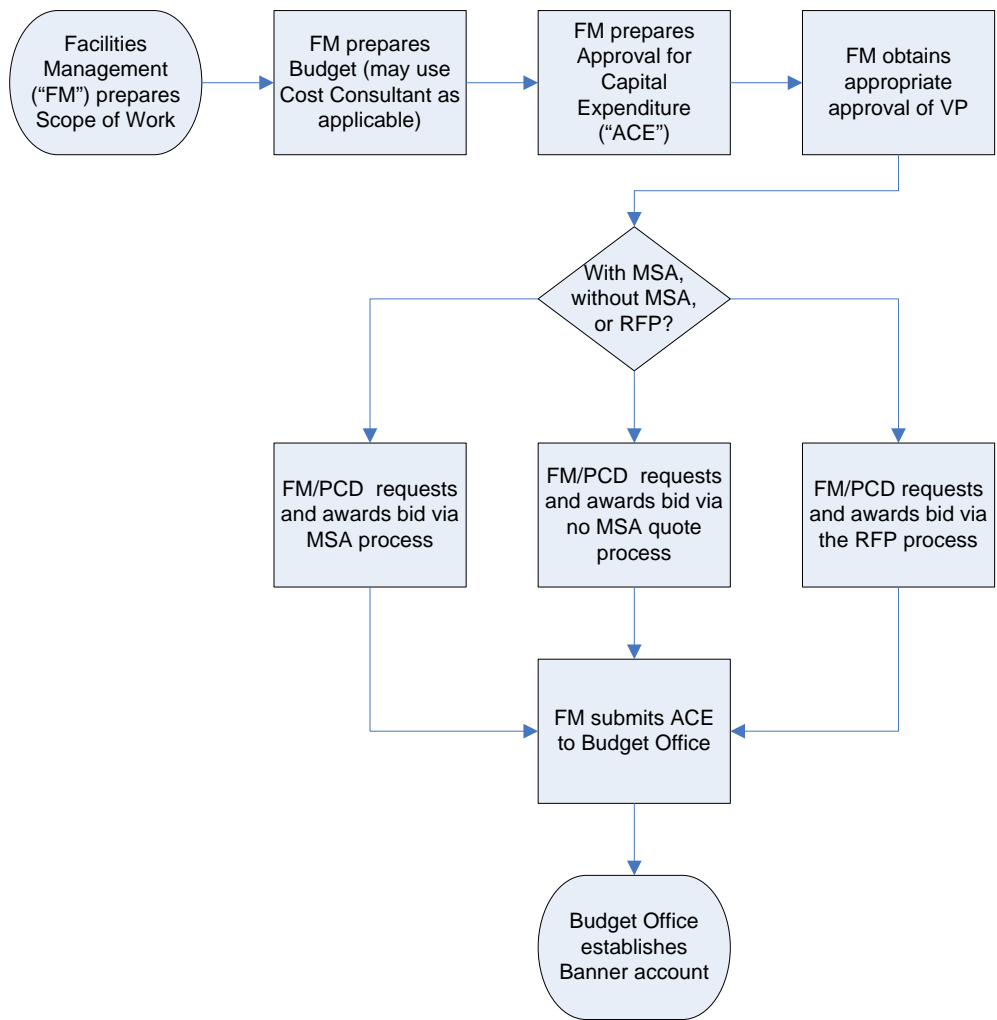 Facilities
Management
(“FM”) prepares
Scope of Work
FM prepares
Budget (may use
Cost Consultant as
applicable)
FM prepares
Approval for
Capital
Expenditure
(“ACE”)
FM obtains
appropriate
approval of VP
With MSA,
without MSA,
or RFP?
FM/PCD requests
and awards bid via
MSA process
FM/PCD requests
and awards bid via
no MSA quote
process
FM/PCD requests
and awards bid via
the RFP process
FM submits ACE
to Budget Office
Budget Office
establishes
Banner account